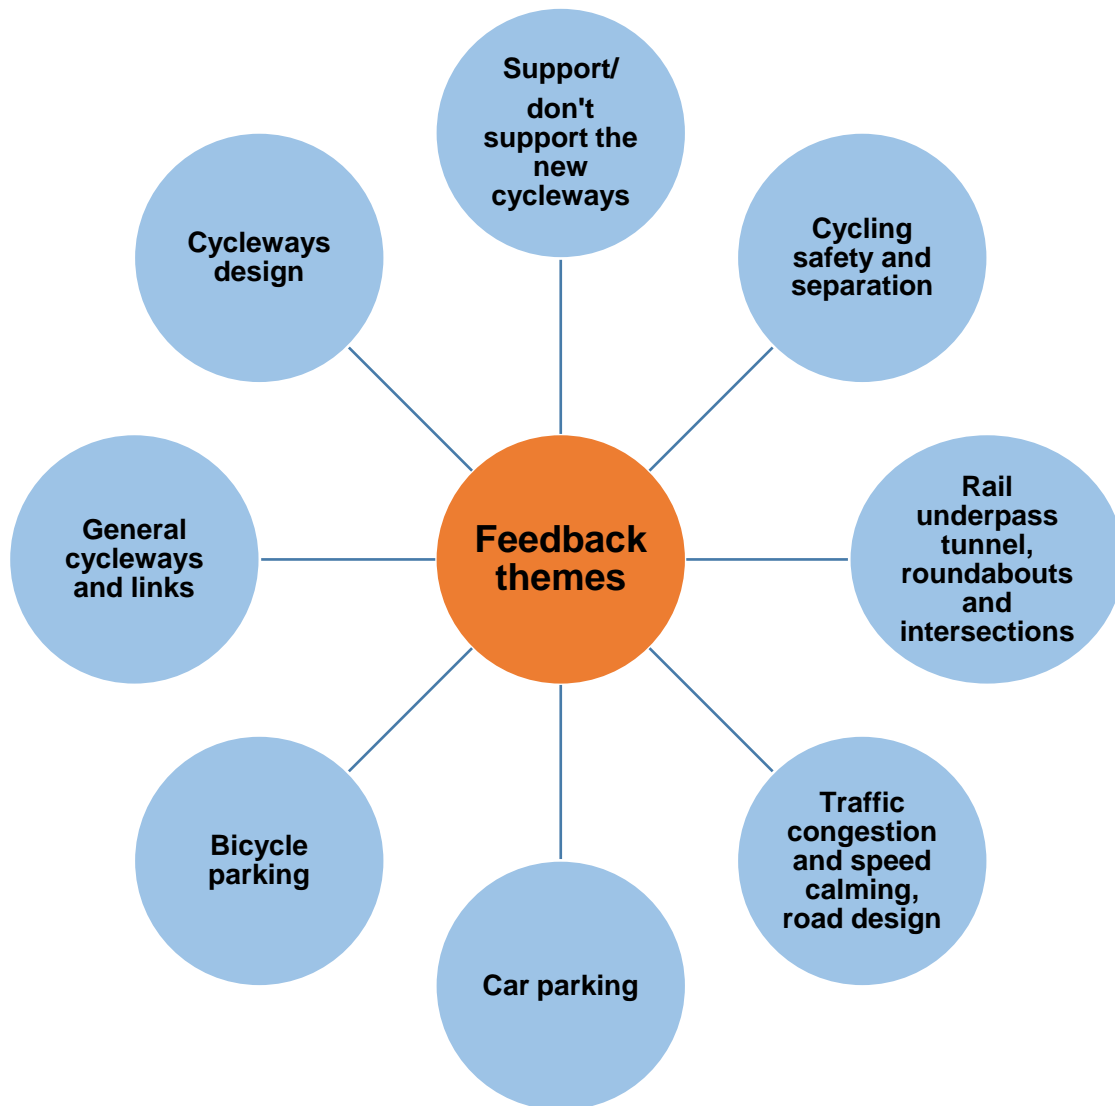 Support/
don't
support the
new
cycleways
Cycling
safety and
separation
Rail
underpass
tunnel,
roundabouts
and
intersections
Traffic
congestion
and speed
calming,
road design
Car parking
Bicycle
parking
General
cycleways
and links
Cycleways
design
Feedback
themes